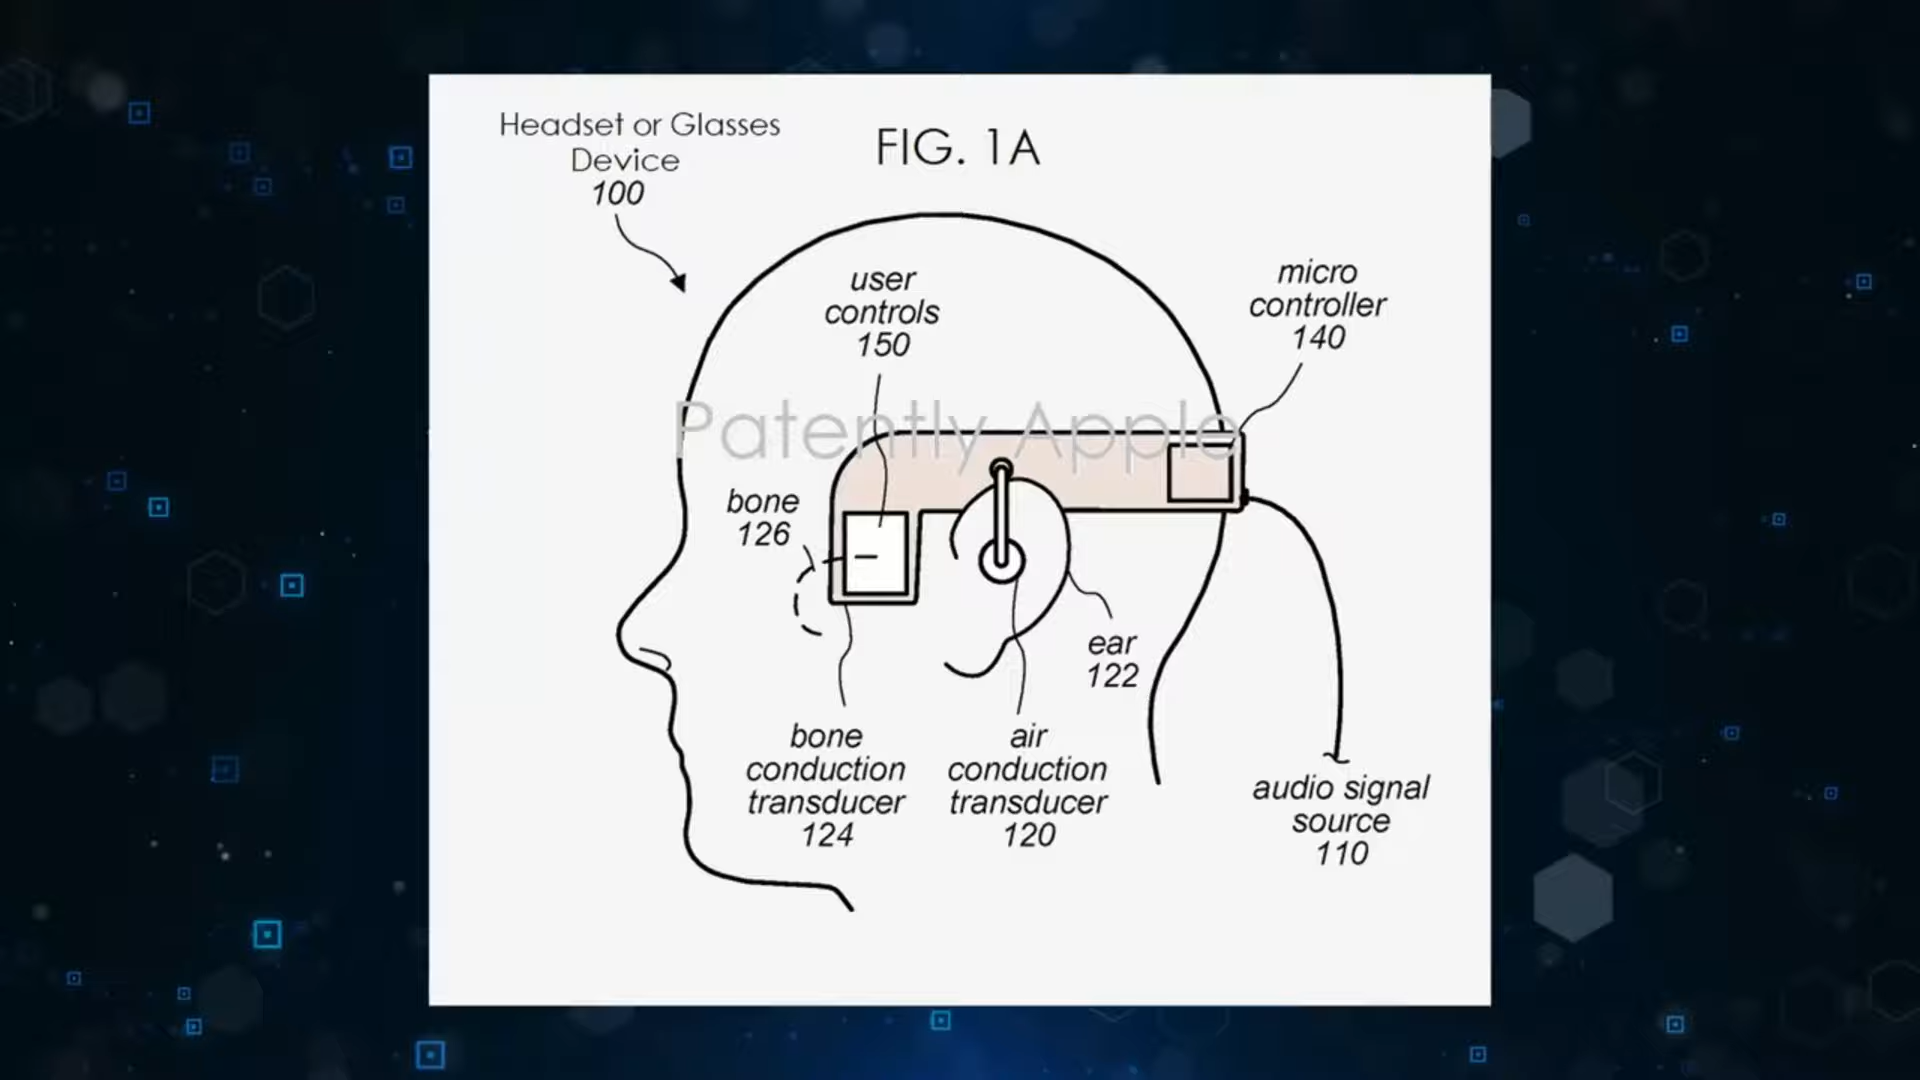 Headset or Glasses
Device
100
FIG. 1A
user
controls
150
micro
controller
140
Patently Apple
bone
126
ear
122
bone
conduction
transducer
124
air
conduction
transducer
120
audio signal
source
110